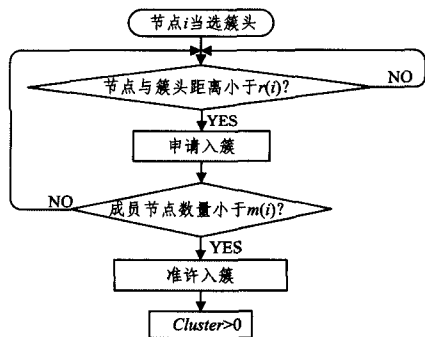 节点i当选簇头
节点与簇头距离小于r(i)?
NO
YES
申请入簇
NO
成员节点数量小于m(i)?
YES
准许入簇
Cluster>0